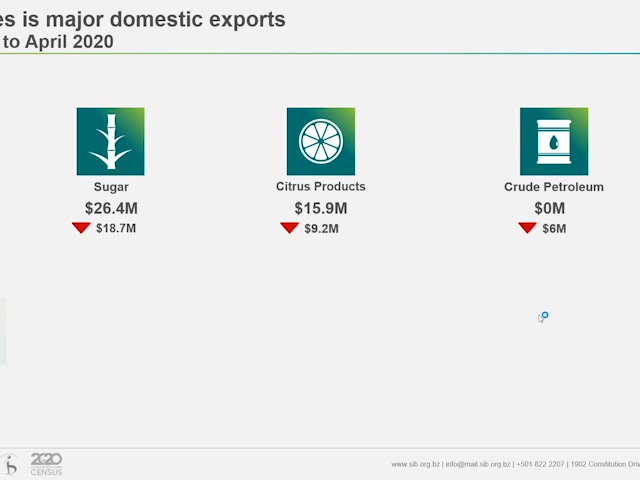 es is major domestic exports
to April 2020
Sugar
Citrus Products
Crude Petroleum
$26.4M
$15.9M
$0M
$18.7M
$9.2M
$6M
2020
CENSUS
www.sib.org.bz | info@mail.sib.org.bz | +501 822 2207 | 1902 Constitution Driv